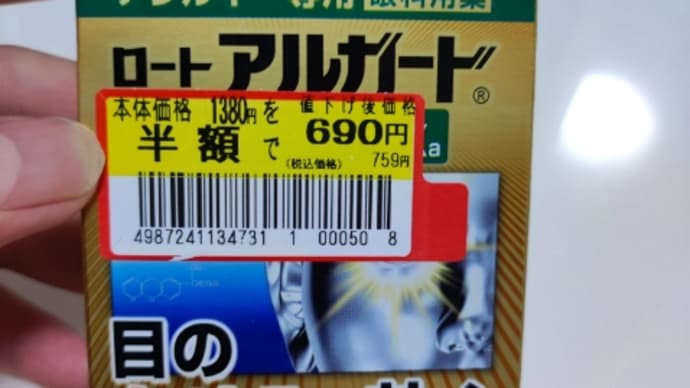 ロート アルガード®
本体価格 1380円を 値下げ後価格
半額で 690円
(税込価格) 759円
4987241134731 1 00050 8
目の